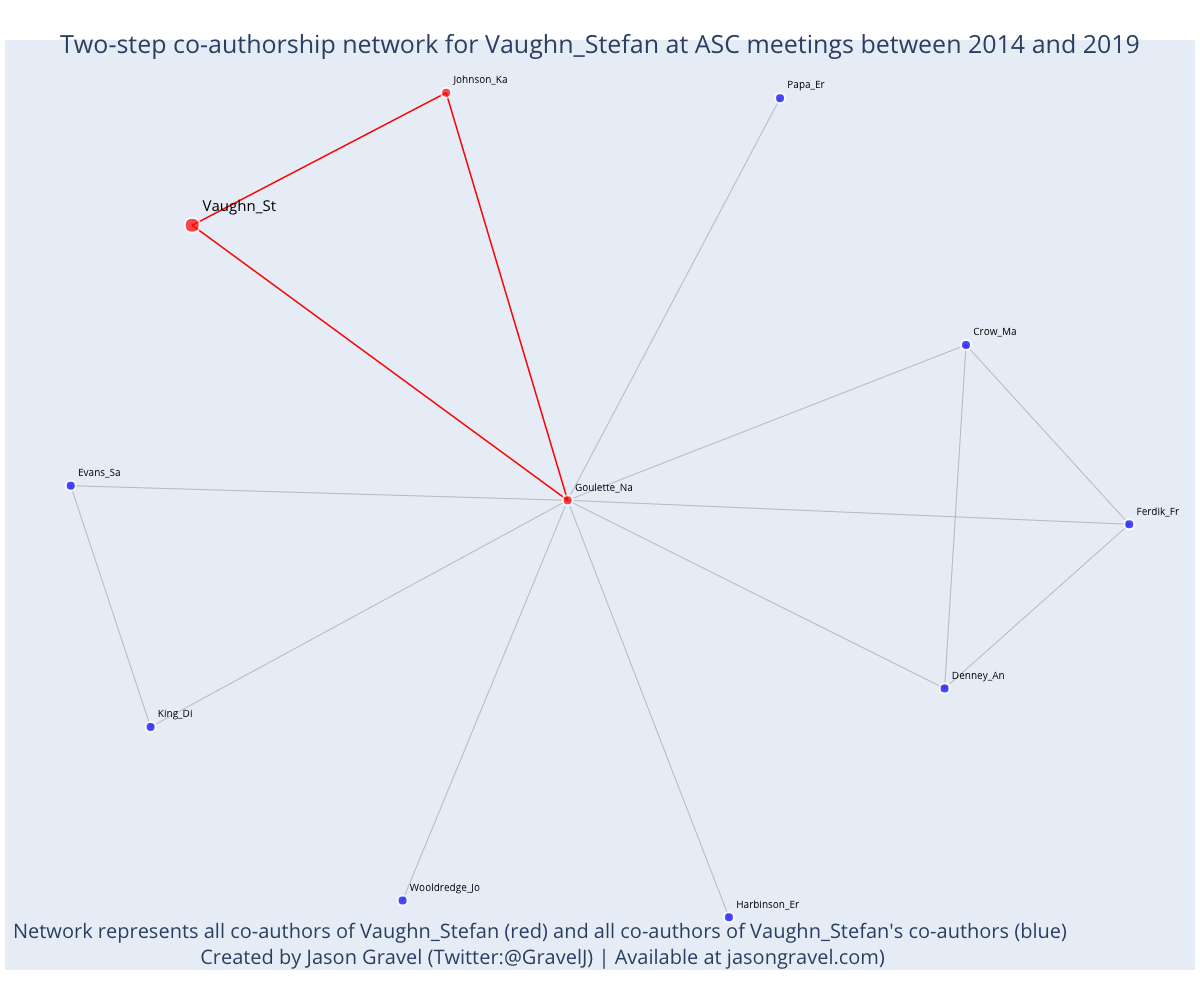 Two-step co-authorship network for Vaughn_Stefan at ASC meetings between 2014 and 2019
Johnson_Ka
Papa_Er
Vaughn_St
Crow_Ma
Evans_Sa
Goulette_Na
Ferdik_Fr
Denney_An
King_Di
Wooldredge_Jo
Harbinson_Er
Network represents all co-authors of Vaughn_Stefan (red) and all co-authors of Vaughn_Stefan's co-authors (blue)
Created by Jason Gravel (Twitter:@GravelJ) | Available at jasongravel.com)